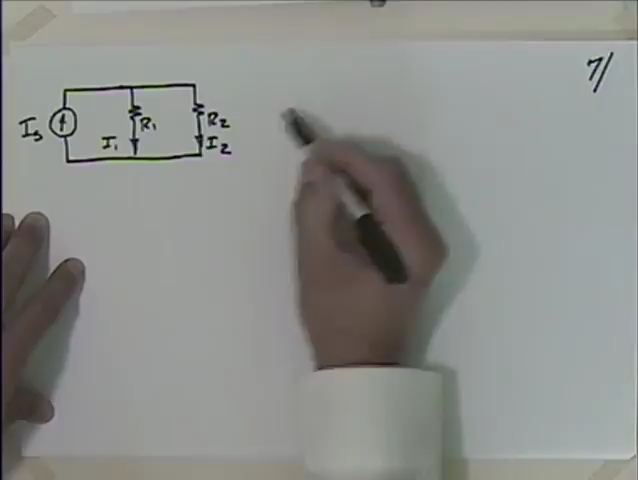 7/
Is
R₁
R₂
I₁
I₂